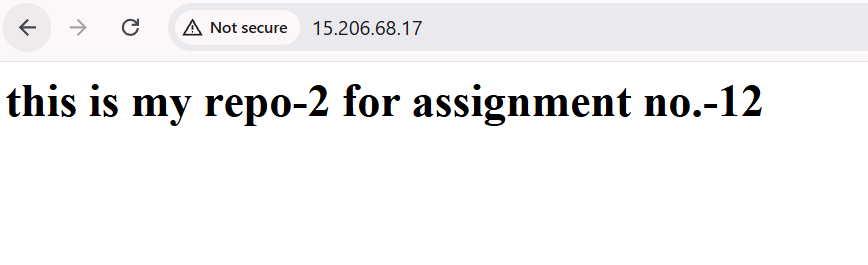 Not secure 15.206.68.17
this is my repo-2 for assignment no.-12